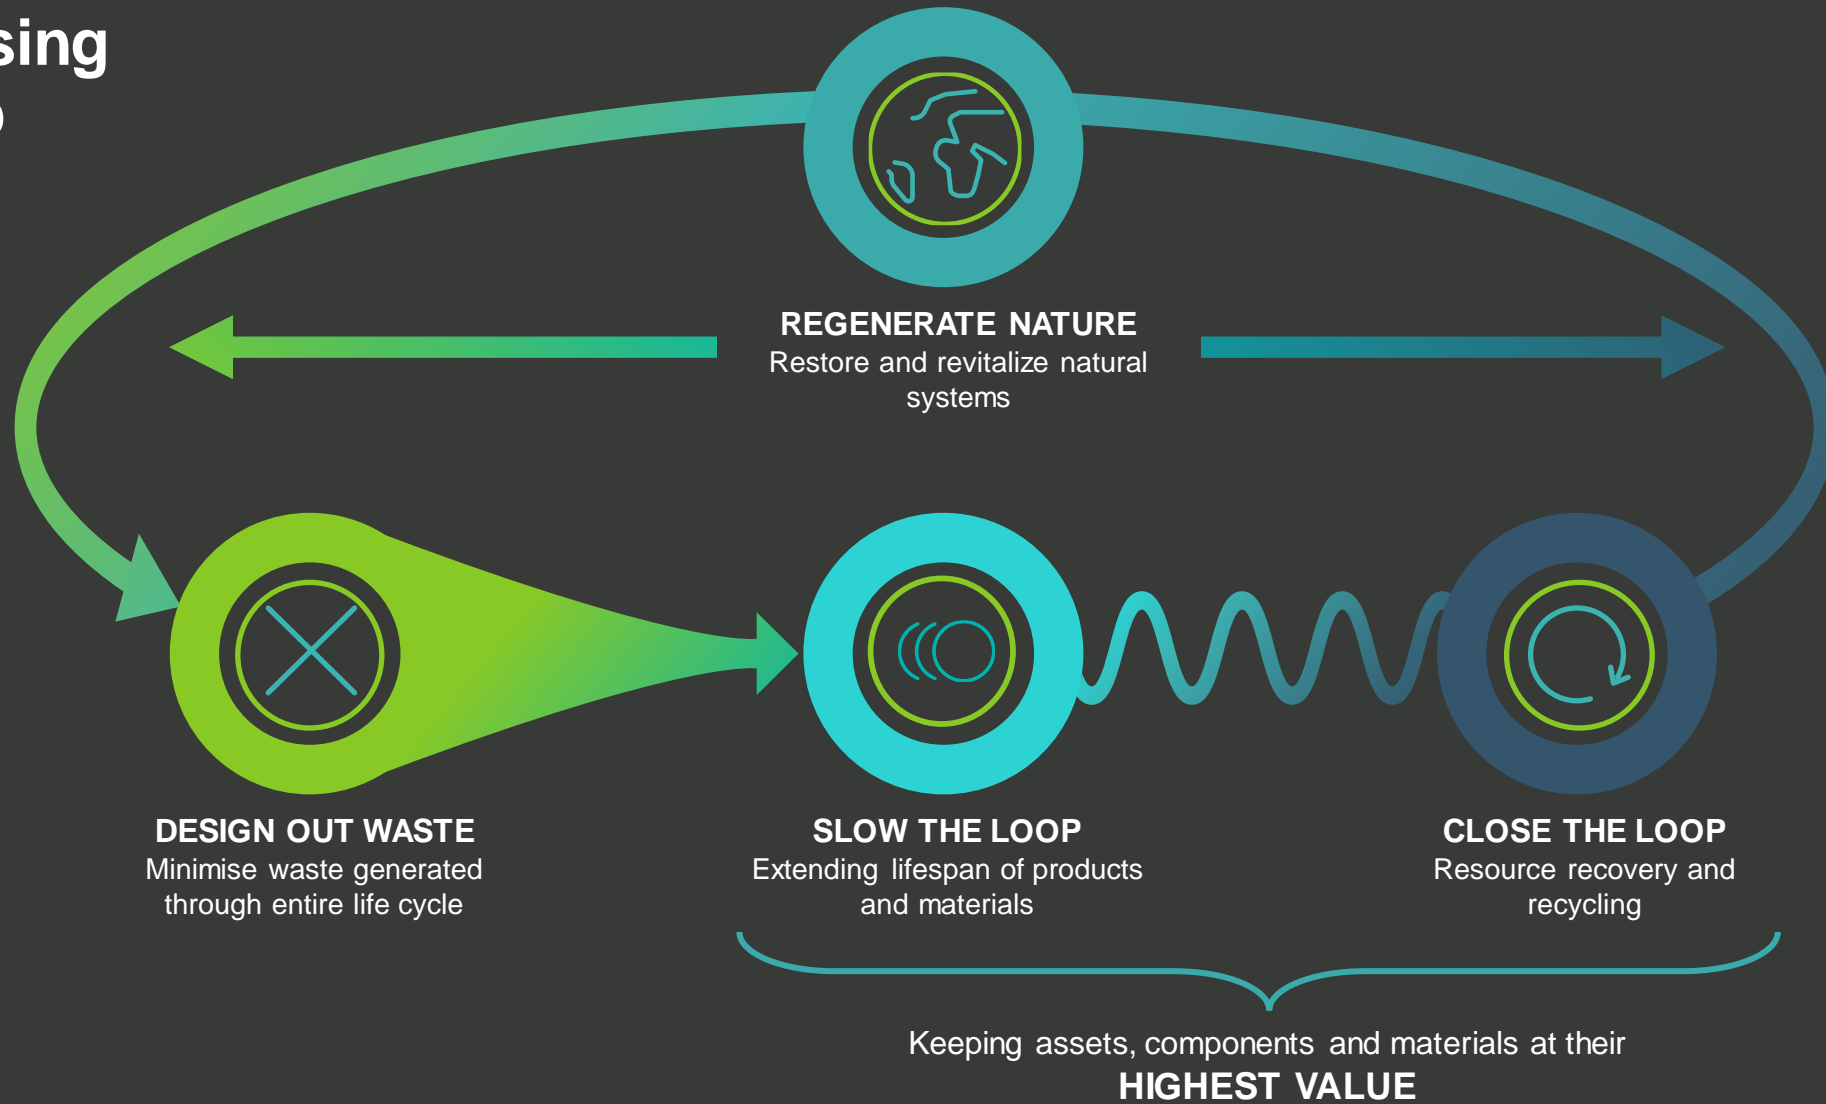 REGENERATE NATURE
Restore and revitalize natural
systems
DESIGN OUT WASTE
Minimise waste generated
through entire life cycle
SLOW THE LOOP
Extending lifespan of products
and materials
CLOSE THE LOOP
Resource recovery and
recycling
Keeping assets, components and materials at their
HIGHEST VALUE